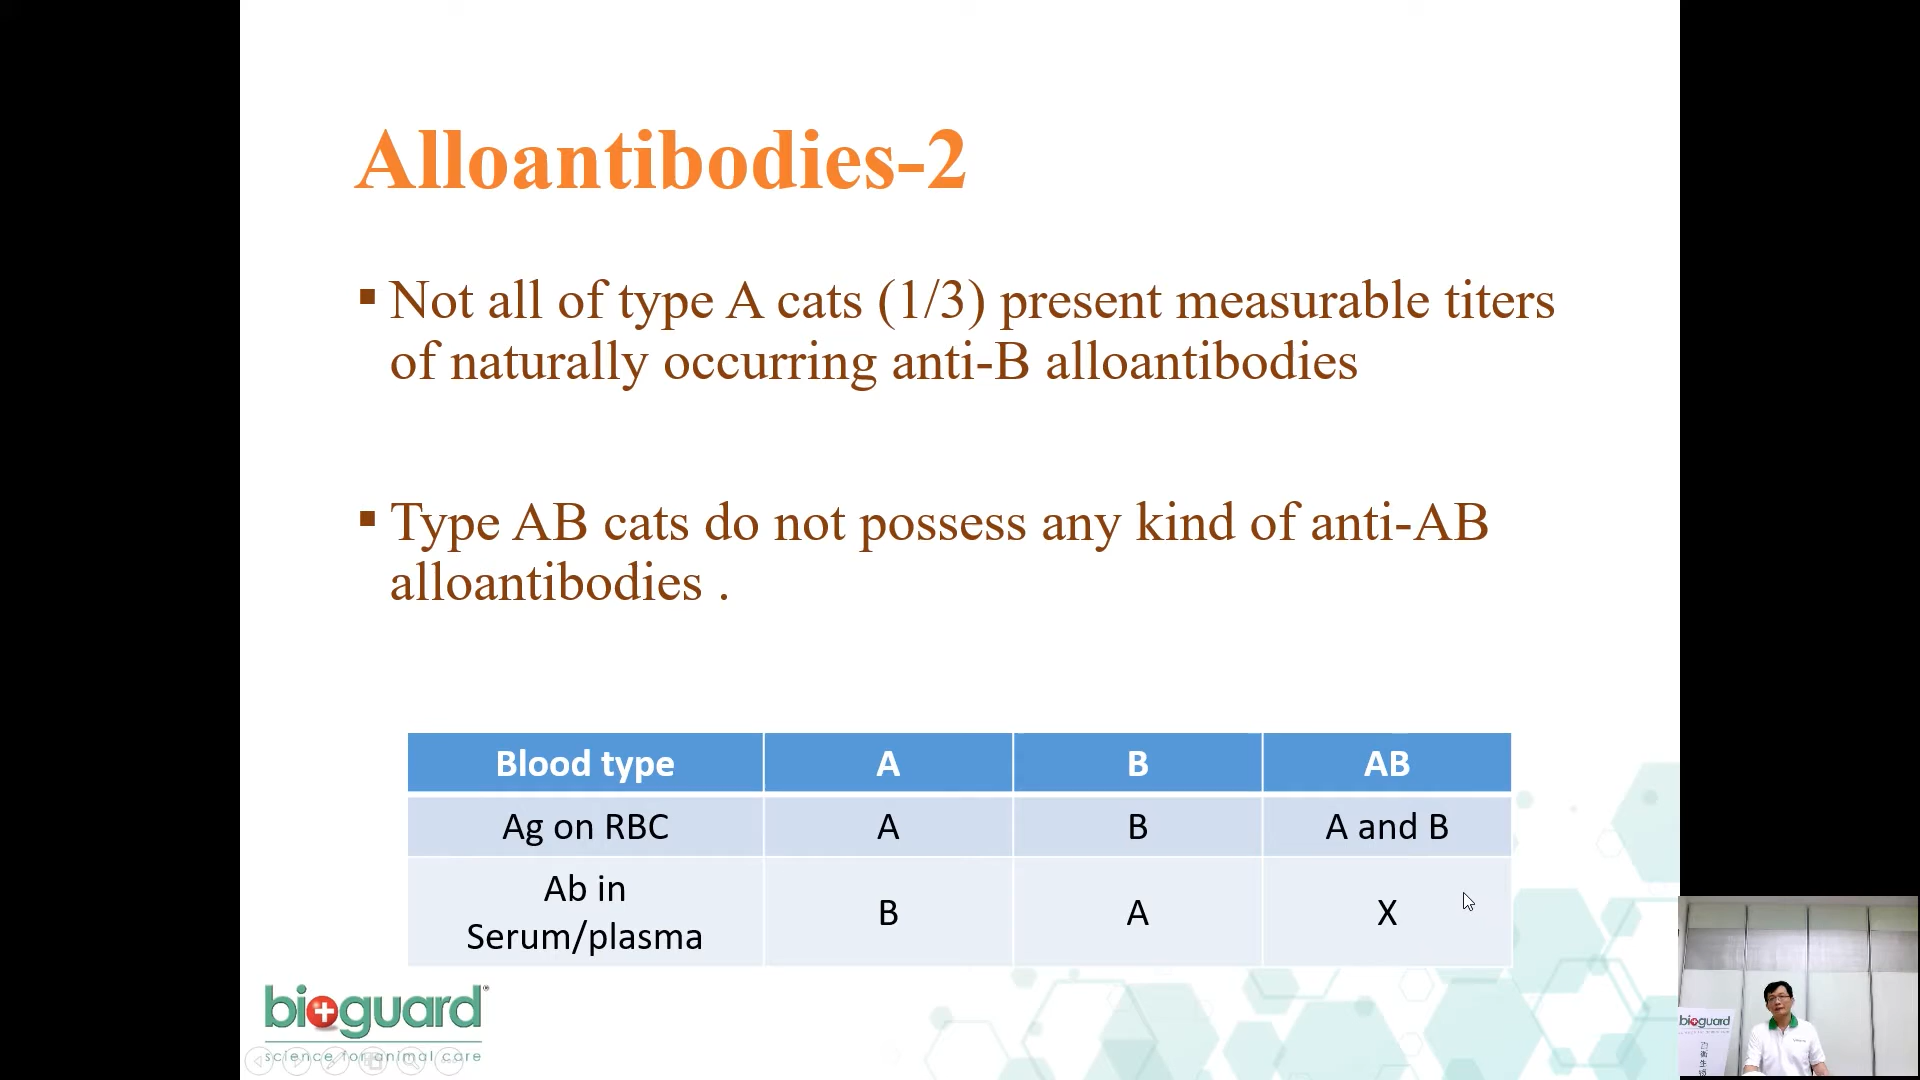 Alloantibodies-2
▪ Not all of type A cats (1/3) present measurable titers
of naturally occurring anti-B alloantibodies
▪ Type AB cats do not possess any kind of anti-AB
alloantibodies .
Blood type A B AB
Ag on RBC A B A and B
Ab in
Serum/plasma B A X
bioguard®
science for animal care
bioguard